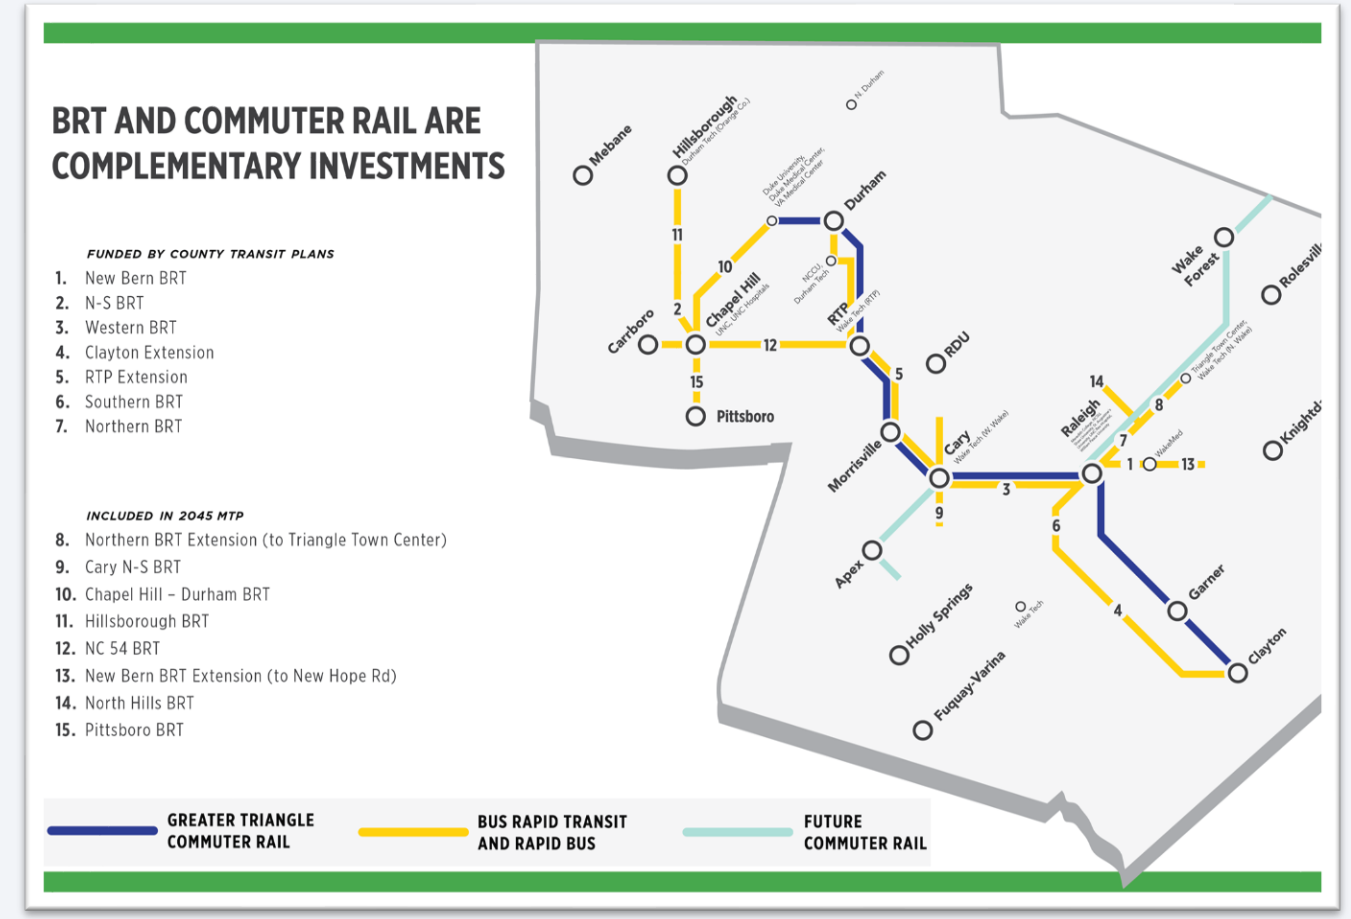 BRT AND COMMUTER RAIL ARE
COMPLEMENTARY INVESTMENTS
FUNDED BY COUNTY TRANSIT PLANS
1. New Bern BRT
2. N-S BRT
3. Western BRT
4. Clayton Extension
5. RTP Extension
6. Southern BRT
7. Northern BRT
INCLUDED IN 2045 MTP
8. Northern BRT Extension (to Triangle Town Center)
9. Cary N-S BRT
10. Chapel Hill – Durham BRT
11. Hillsborough BRT
12. NC 54 BRT
13. New Bern BRT Extension (to New Hope Rd)
14. North Hills BRT
15. Pittsboro BRT
Mebane
Hillsborough
Durham Tech (Orange Co.)
N. Durham
Duke University,
Duke Medical Center,
VA Medical Center
Durham
11
10
2
NCCU,
Durham Tech
Chapel Hill
UNC, UNC Hospitals
Carrboro
12
RTP
Wake Tech (RTP)
15
Pittsboro
RDU
5
Morrisville
Cary
Wake Tech (W. Wake)
3
9
Apex
Wake
Forest
Rolesvill
Triangle Town Center,
Wake Tech (N. Wake)
14
8
Raleigh
7
WakeMed
1
13
Knightd
6
4
Garner
Clayton
Holly Springs
Wake Tech
Fuquay-Varina
GREATER TRIANGLE
COMMUTER RAIL
BUS RAPID TRANSIT
AND RAPID BUS
FUTURE
COMMUTER RAIL